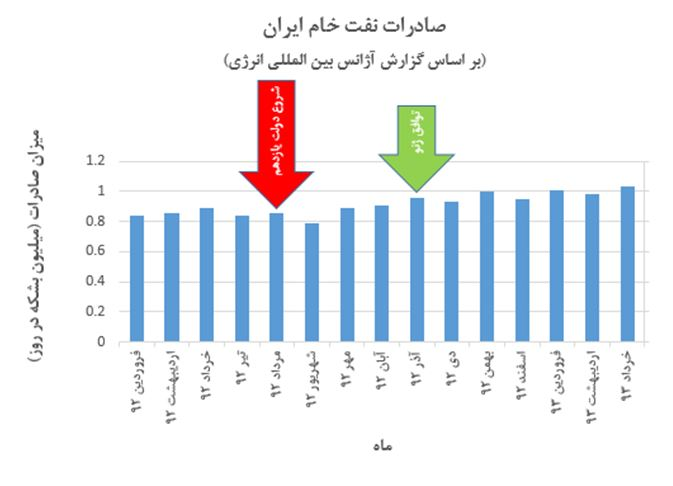 صادرات نفت خام ایران
(بر اساس گزارش آژانس بین المللی انرژی)
شروع دولت یازدهم
توافق ژنو
میزان صادرات (میلیون بشکه در روز)
1.2
1
0.8
0.6
0.4
0.2
0
فروردین ۹۲
اردیبهشت ۹۲
خرداد ۹۲
تیر ۹۲
مرداد ۹۲
شهریور ۹۲
مهر ۹۲
آبان ۹۲
آذر ۹۲
دی ۹۲
بهمن ۹۲
اسفند ۹۲
فروردین ۹۳
اردیبهشت ۹۳
خرداد ۹۳
ماه